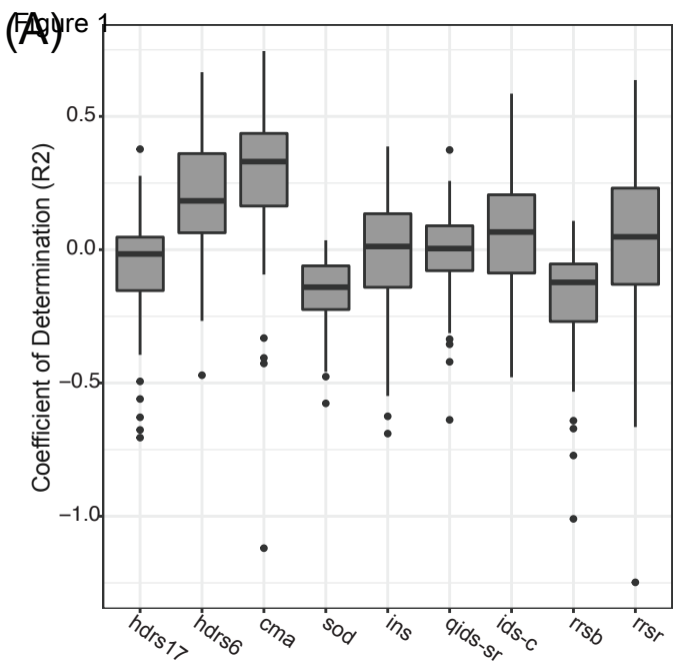 Figure 1
(A)
Coefficient of Determination (R2)
0.5
0.0
−0.5
−1.0
hdrs17 hdrs6 cma sod ins qids-sr ids-c rrsb rrsr